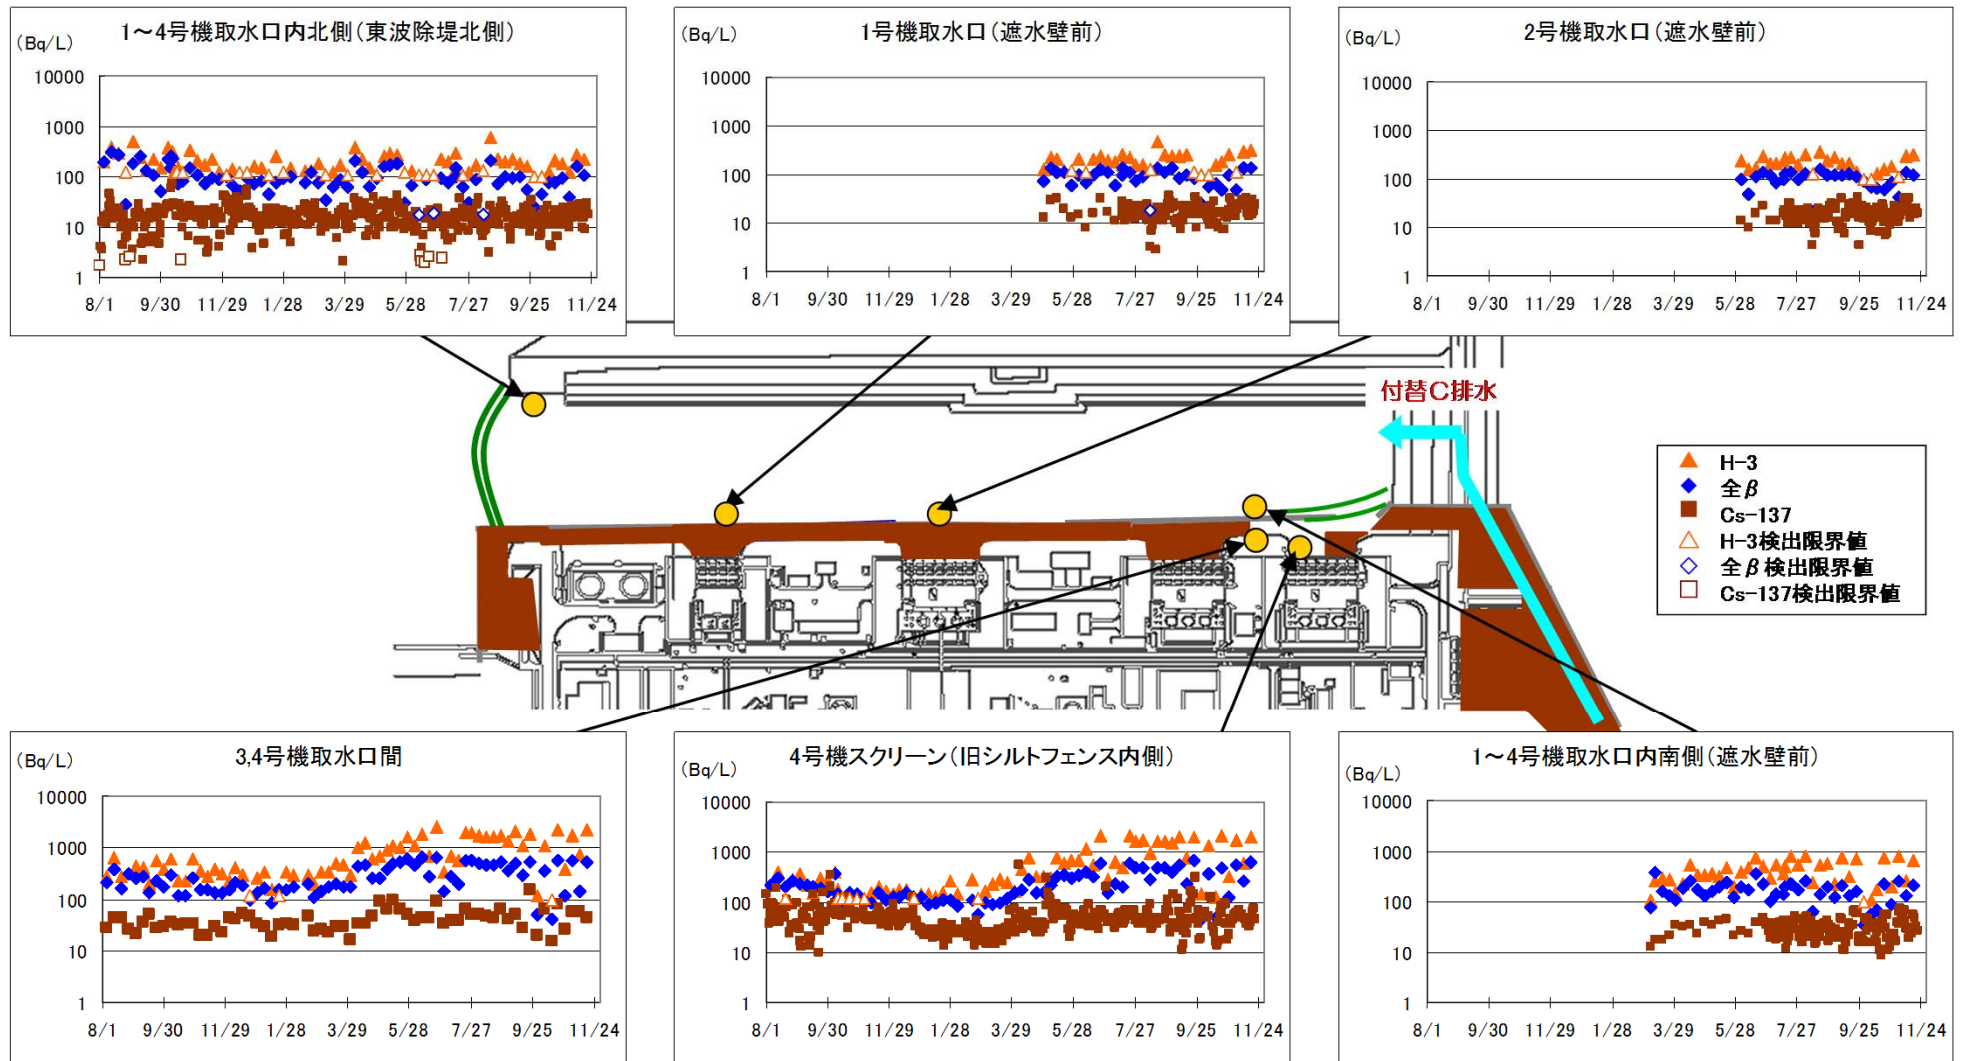 1～4号機取水口内北側(東波除堤北側)
(Bq/L)
10000
1000
100
10
1
8/1 9/30 11/29 1/28 3/29 5/28 7/27 9/25 11/24
1号機取水口(遮水壁前)
(Bq/L)
10000
1000
100
10
1
8/1 9/30 11/29 1/28 3/29 5/28 7/27 9/25 11/24
2号機取水口(遮水壁前)
(Bq/L)
10000
1000
100
10
1
8/1 9/30 11/29 1/28 3/29 5/28 7/27 9/25 11/24
付替C排水
H-3
全β
Cs-137
H-3検出限界値
全β検出限界値
Cs-137検出限界値
3,4号機取水口間
(Bq/L)
10000
1000
100
10
1
8/1 9/30 11/29 1/28 3/29 5/28 7/27 9/25 11/24
4号機スクリーン(旧シルトフェンス内側)
(Bq/L)
10000
1000
100
10
1
8/1 9/30 11/29 1/28 3/29 5/28 7/27 9/25 11/24
1～4号機取水口内南側(遮水壁前)
(Bq/L)
10000
1000
100
10
1
8/1 9/30 11/29 1/28 3/29 5/28 7/27 9/25 11/24